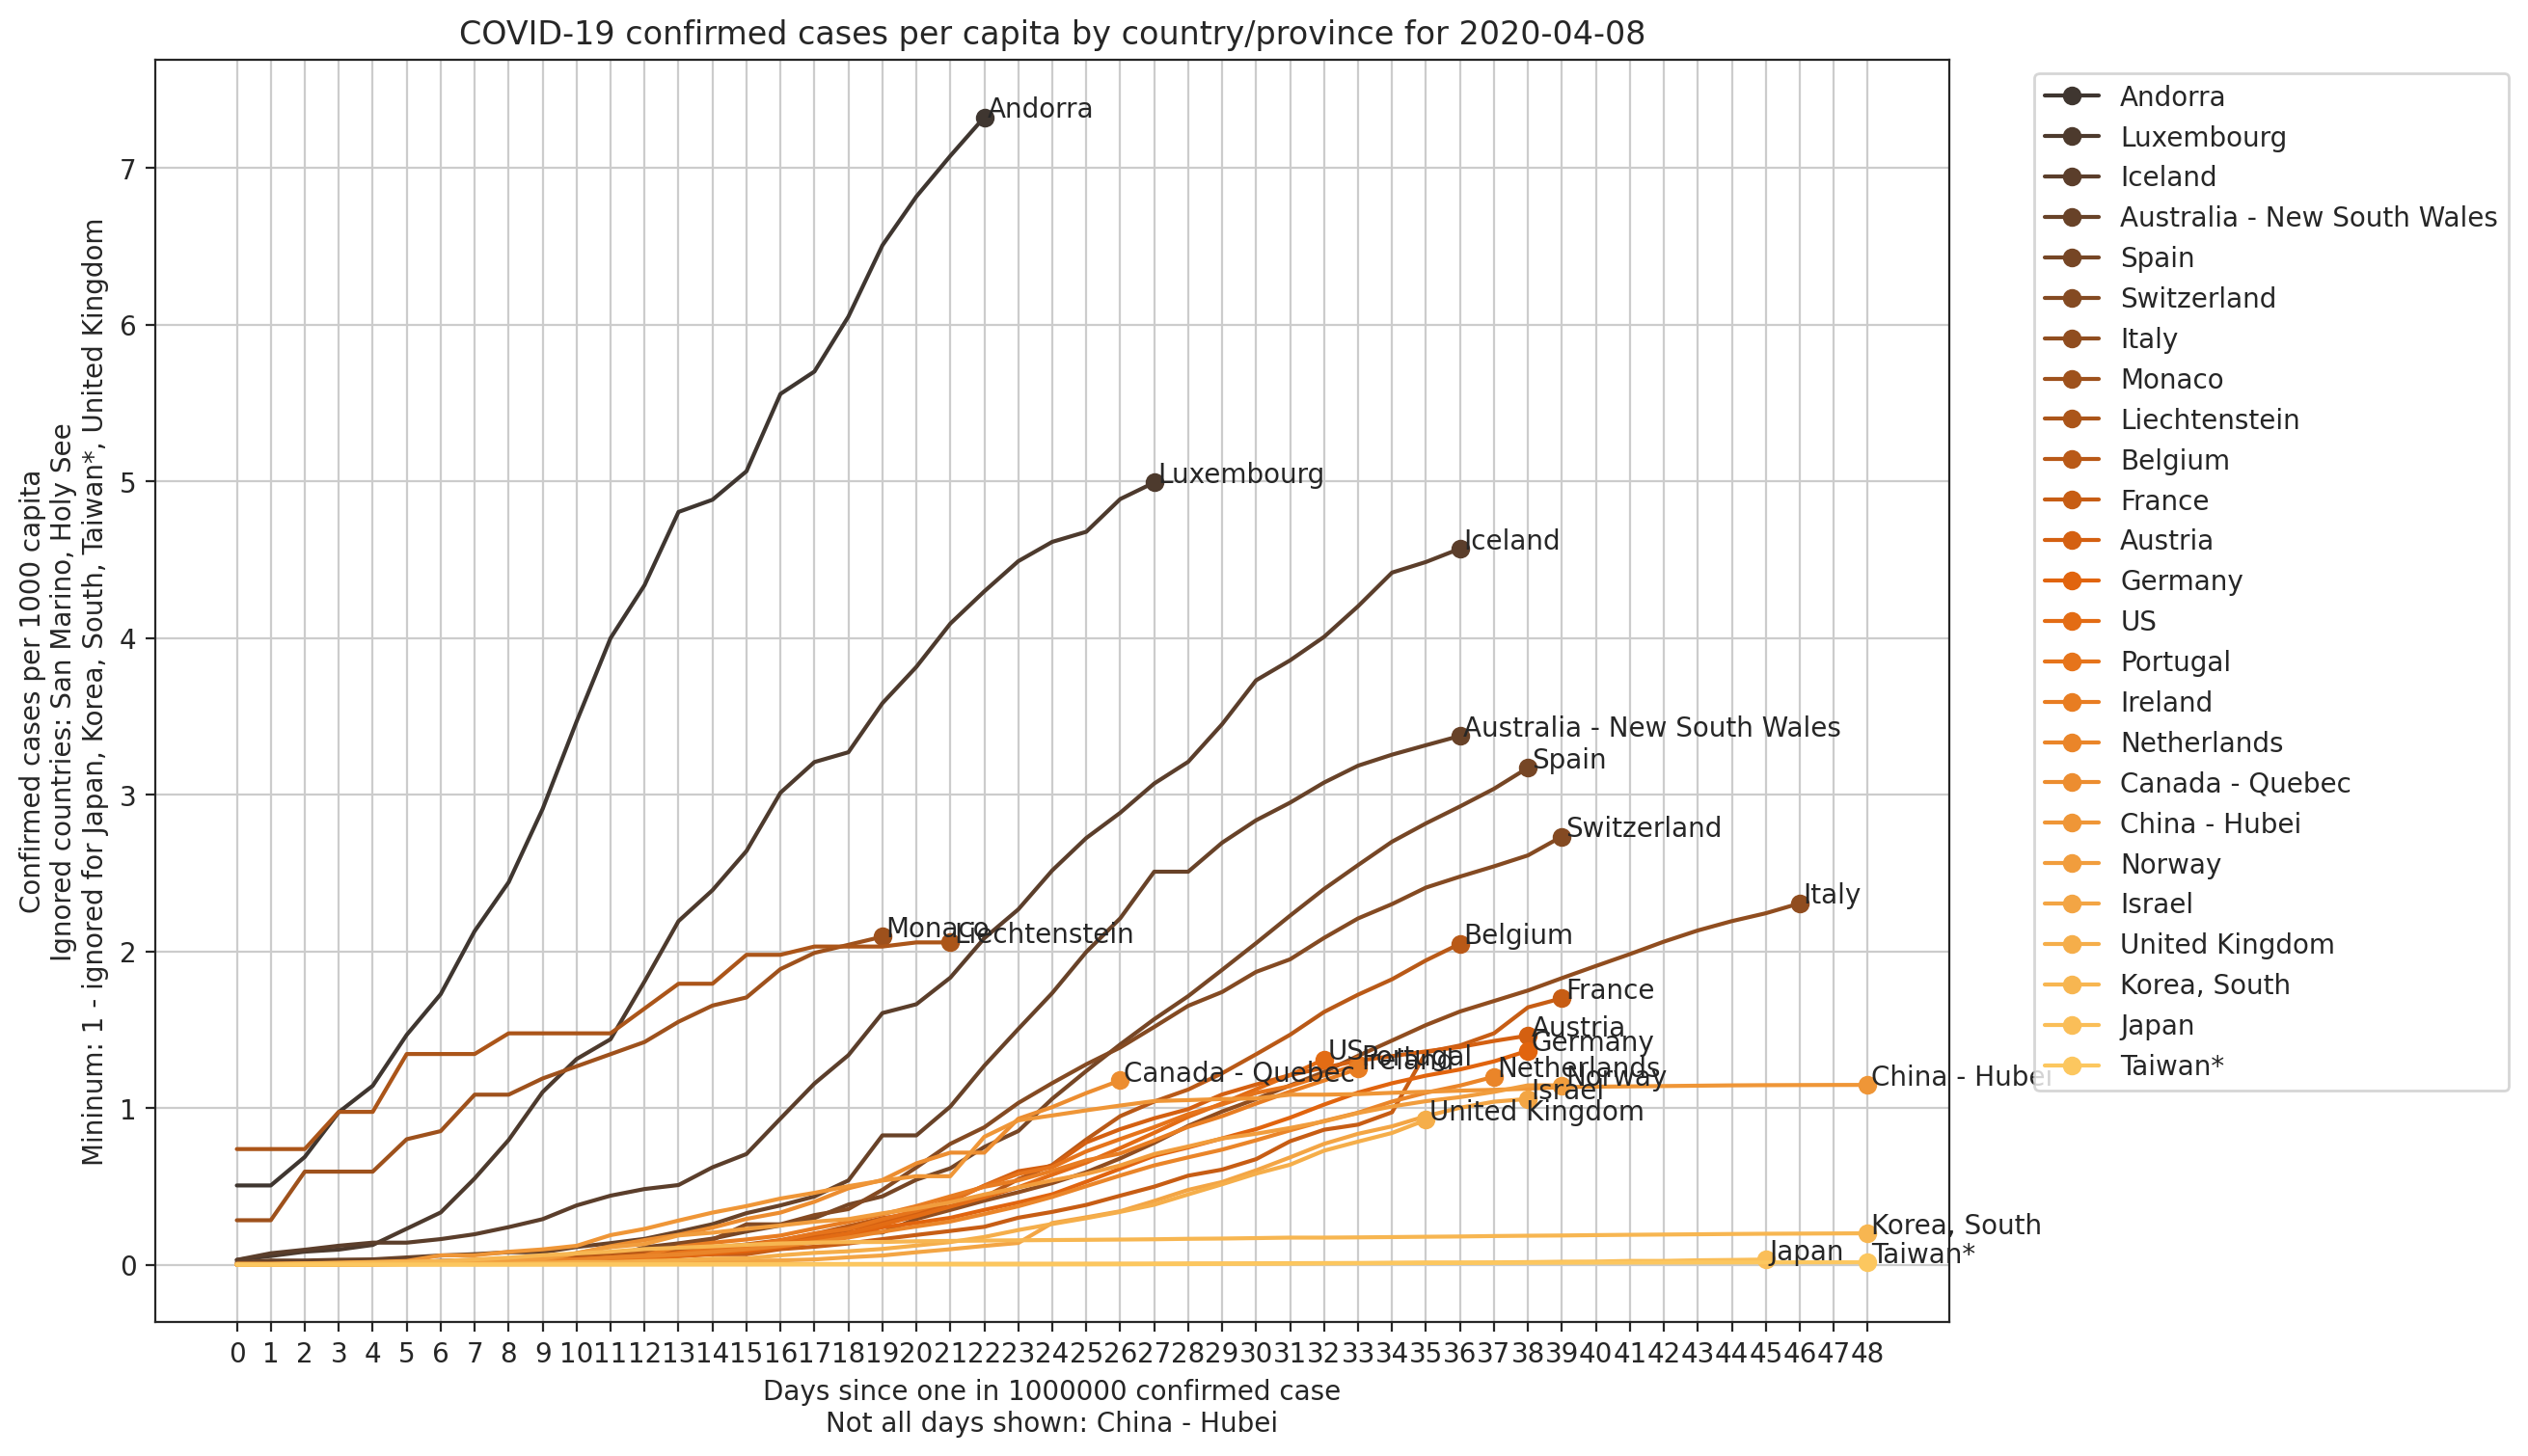 COVID-19 confirmed cases per capita by country/province for 2020-04-08
Confirmed cases per 1000 capita
Ignored countries: San Marino, Holy See
Mininum: 1 - ignored for Japan, Korea, South, Taiwan*, United Kingdom
7
6
5
4
3
2
1
0
Andorra
Luxembourg
Iceland
Australia - New South Wales
Spain
Switzerland
Italy
Monaco
Liechtenstein
Belgium
France
Austria
Germany
US
Portugal
Ireland
Netherlands
Canada - Quebec
Norway
China - Hubei
Israel
United Kingdom
Korea, South
Japan
Taiwan*
0 1 2 3 4 5 6 7 8 9 10 11 12 13 14 15 16 17 18 19 20 21 22 23 24 25 26 27 28 29 30 31 32 33 34 35 36 37 38 39 40 41 42 43 44 45 46 47 48
Days since one in 1000000 confirmed case
Not all days shown: China - Hubei
Andorra
Luxembourg
Iceland
Australia - New South Wales
Spain
Switzerland
Italy
Monaco
Liechtenstein
Belgium
France
Austria
Germany
US
Portugal
Ireland
Netherlands
Canada - Quebec
China - Hubei
Norway
Israel
United Kingdom
Korea, South
Japan
Taiwan*